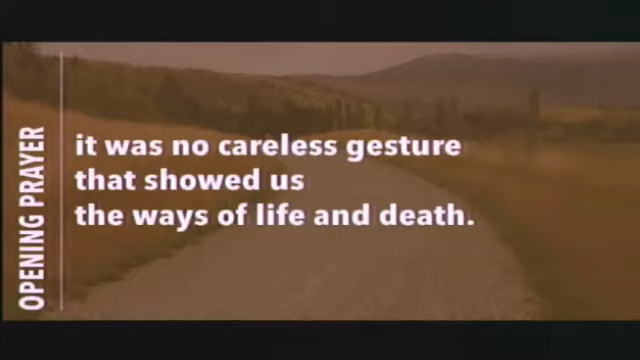 OPENING PRAYER
it was no careless gesture
that showed us
the ways of life and death.